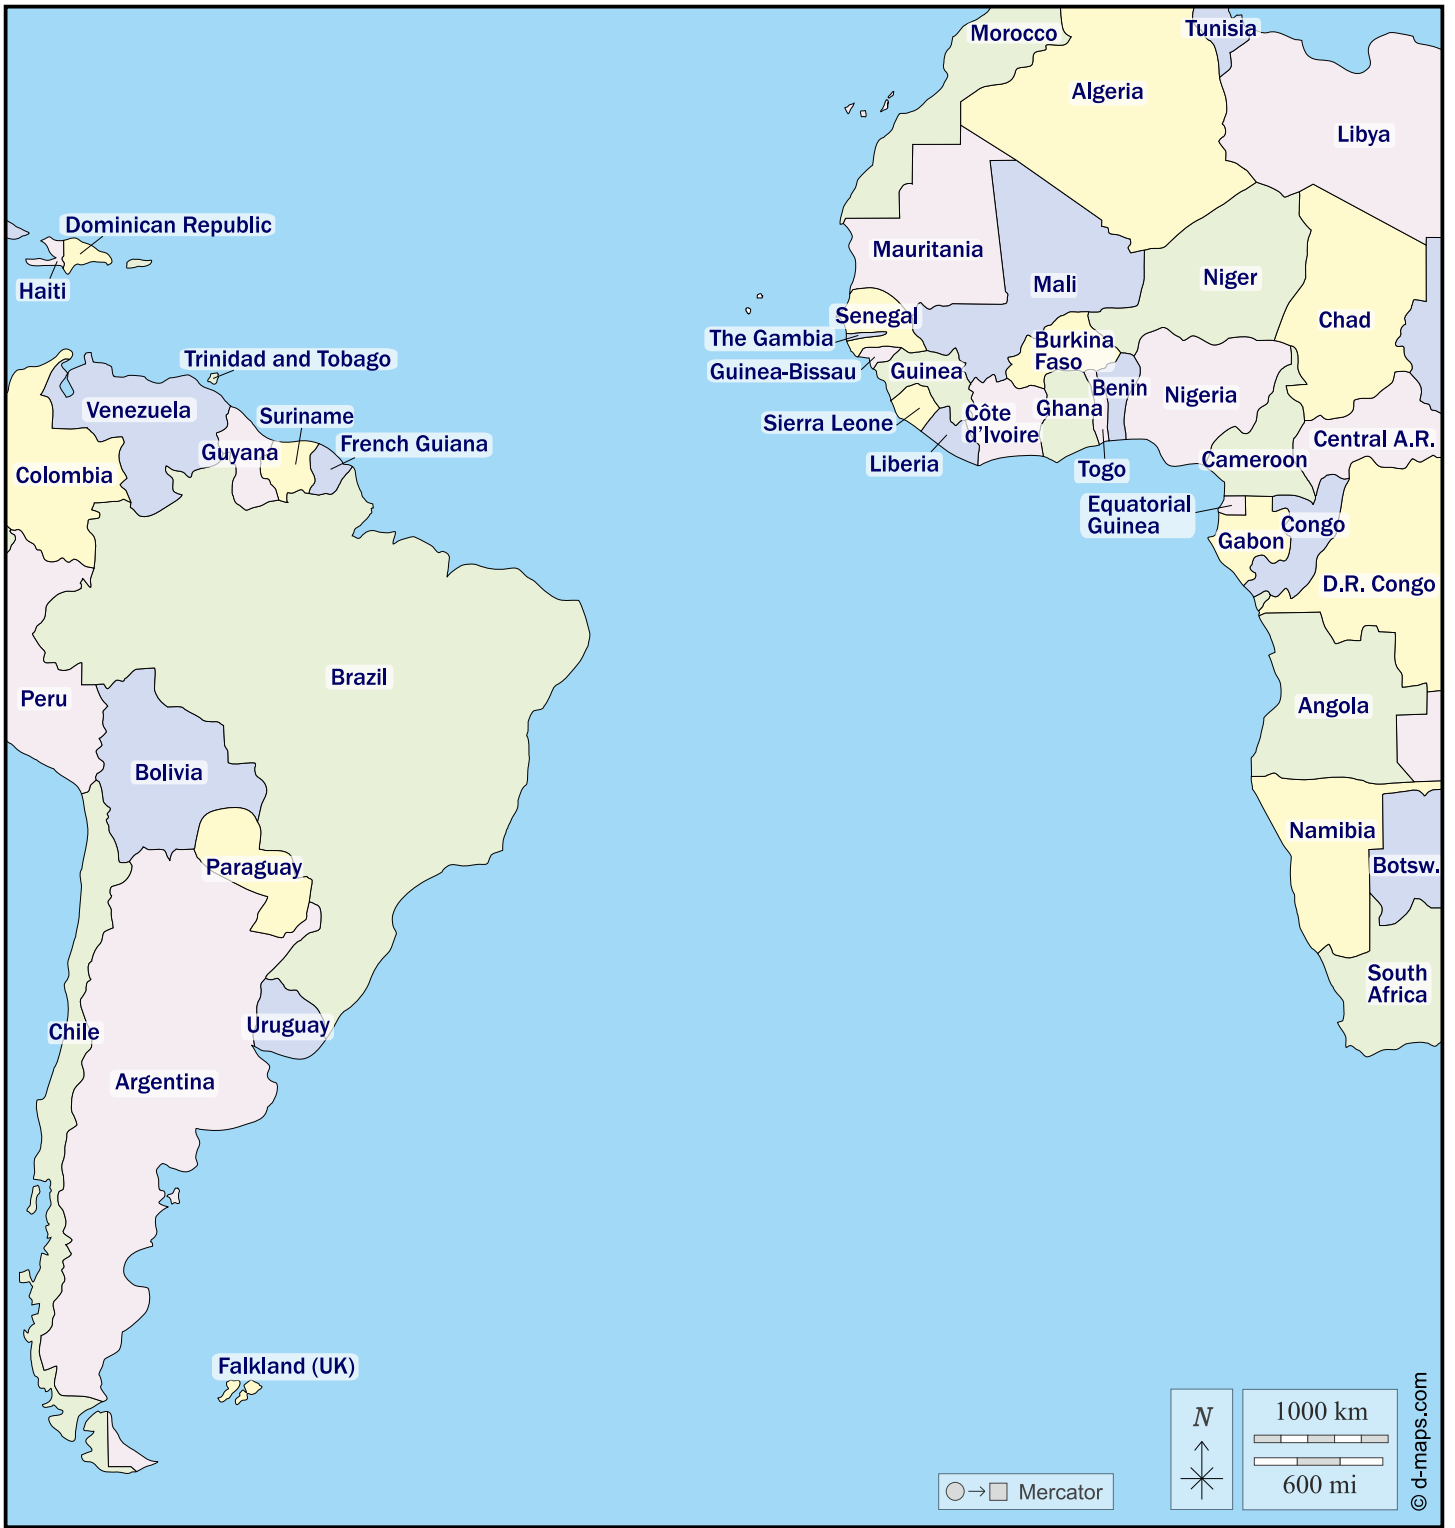 Morocco
Tunisia
Algeria
Libya
Dominican Republic
Haiti
Mauritania
Mali
Niger
Chad
Senegal
The Gambia
Guinea-Bissau
Guinea
Burkina
Faso
Trinidad and Tobago
Venezuela
Suriname
French Guiana
Guyana
Colombia
Sierra Leone
Liberia
Côte
d'Ivoire
Ghana
Benin
Togo
Nigeria
Cameroon
Central A.R.
Equatorial
Guinea
Gabon
Congo
D.R. Congo
Brazil
Peru
Angola
Bolivia
Paraguay
Namibia
Botsw.
South
Africa
Uruguay
Chile
Argentina
Falkland (UK)
N
1000 km
600 mi
Mercator
© d-maps.com